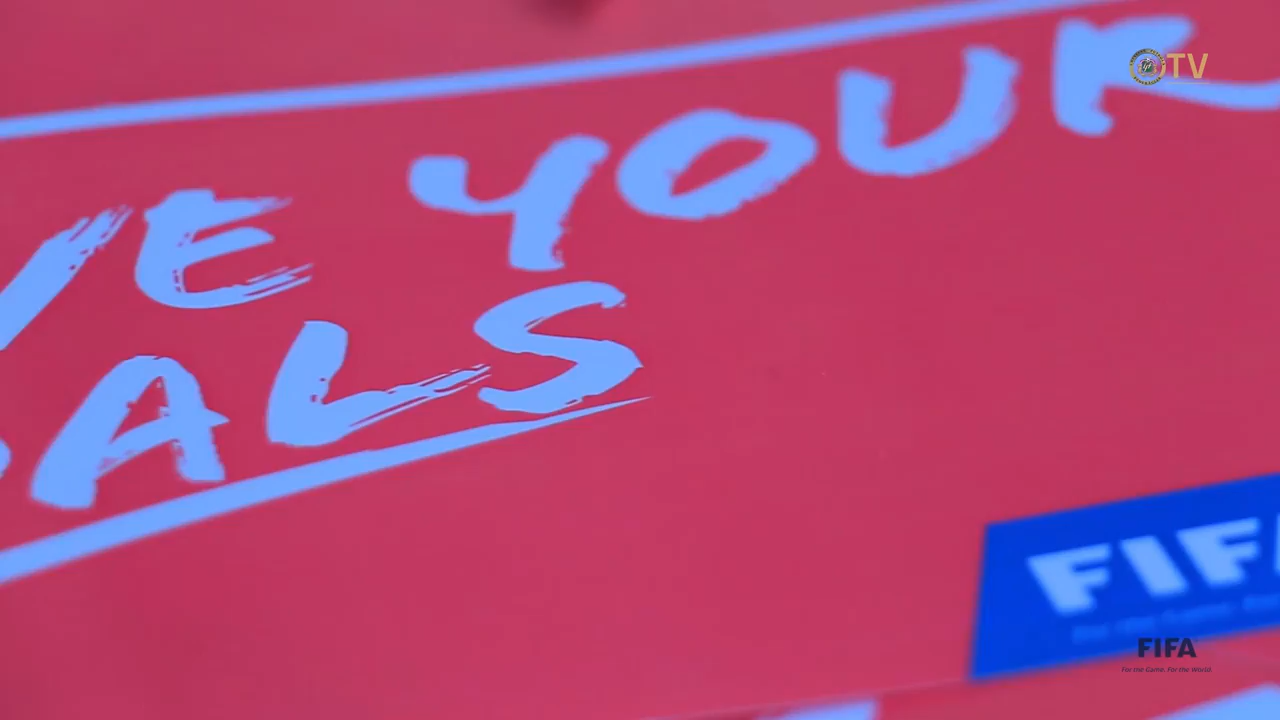 VE YOUR
ALS
TV
FIFA
FIFA
For the Game. For the World.